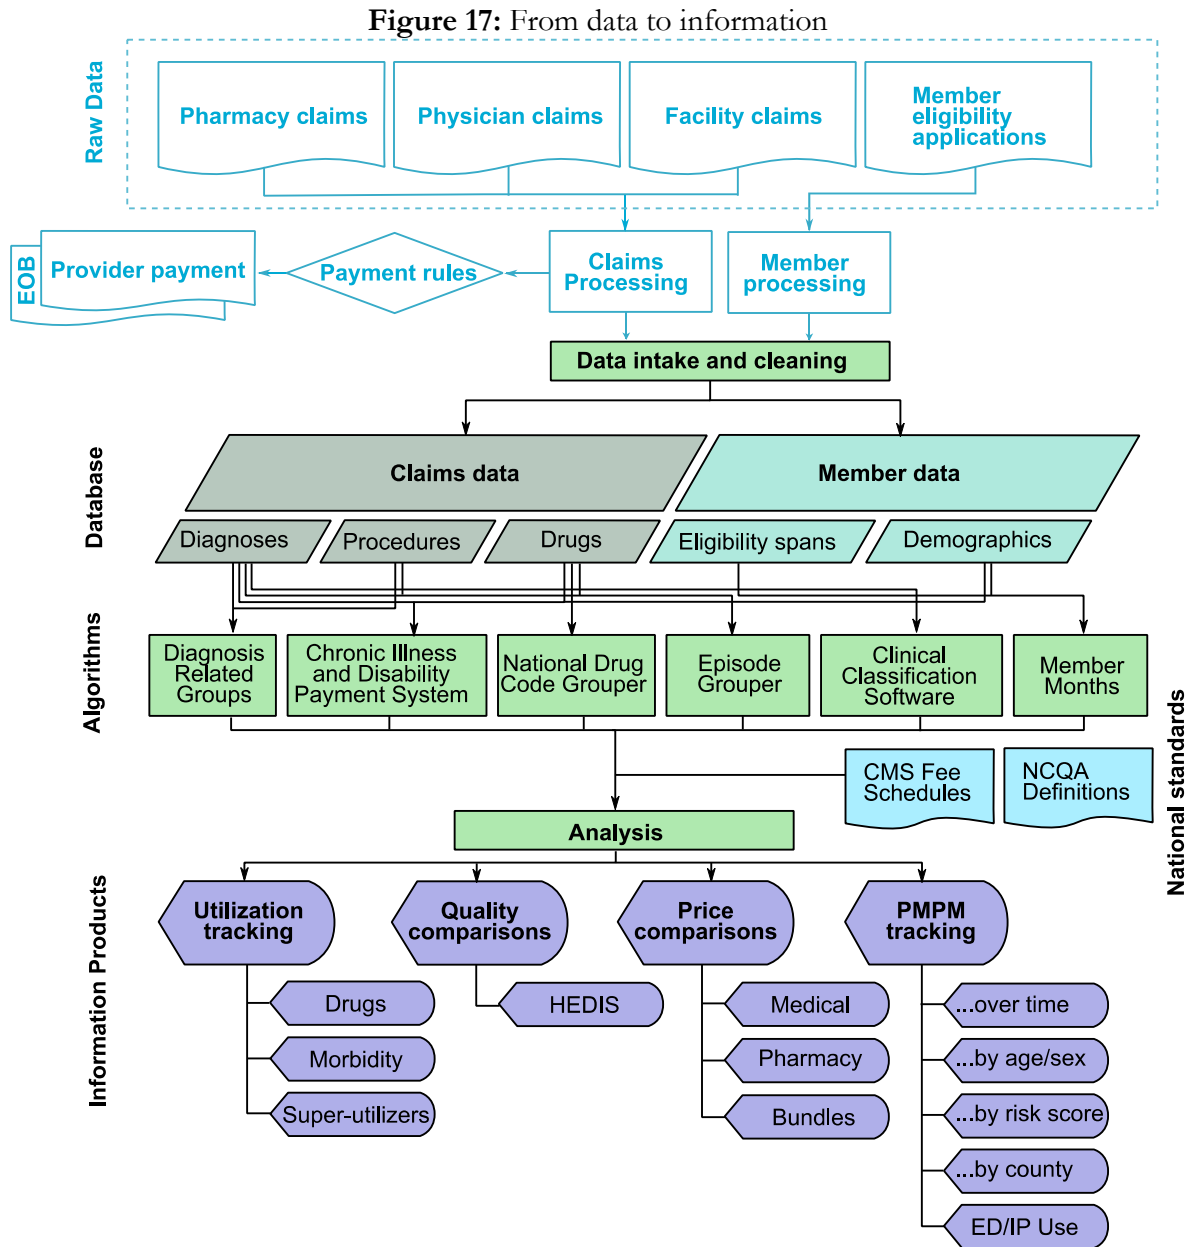 Figure 17: From data to information
Raw Data
Pharmacy claims
Physician claims
Facility claims
Member
eligibility
applications
EOB
Provider payment
Payment rules
Claims
Processing
Member
processing
Data intake and cleaning
Database
Claims data
Member data
Diagnoses
Procedures
Drugs
Eligibility spans
Demographics
Algorithms
Diagnosis
Related
Groups
Chronic Illness
and Disability
Payment System
National Drug
Code Grouper
Episode
Grouper
Clinical
Classification
Software
Member
Months
National standards
CMS Fee
Schedules
NCQA
Definitions
Analysis
Information Products
Utilization
tracking
Quality
comparisons
Price
comparisons
PMPM
tracking
Drugs
Morbidity
Super-utilizers
HEDIS
Medical
Pharmacy
Bundles
...over time
...by age/sex
...by risk score
...by county
ED/IP Use